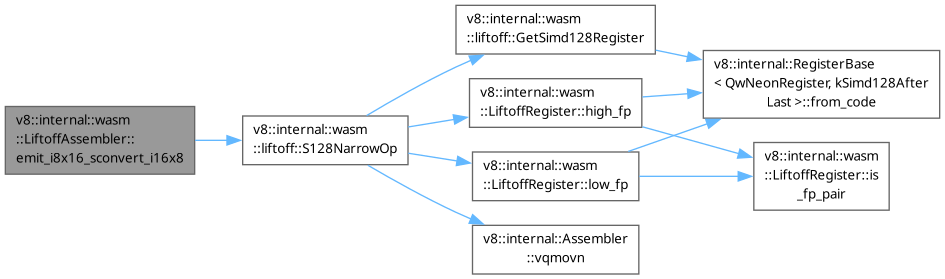 v8::internal::wasm
::LiftoffAssembler::
emit_i8x16_sconvert_i16x8
v8::internal::wasm
::liftoff::S128NarrowOp
v8::internal::wasm
::liftoff::GetSimd128Register
v8::internal::wasm
::LiftoffRegister::high_fp
v8::internal::wasm
::LiftoffRegister::low_fp
v8::internal::Assembler
::vqmovn
v8::internal::RegisterBase
< QwNeonRegister, kSimd128After
Last >::from_code
v8::internal::wasm
::LiftoffRegister::is
_fp_pair